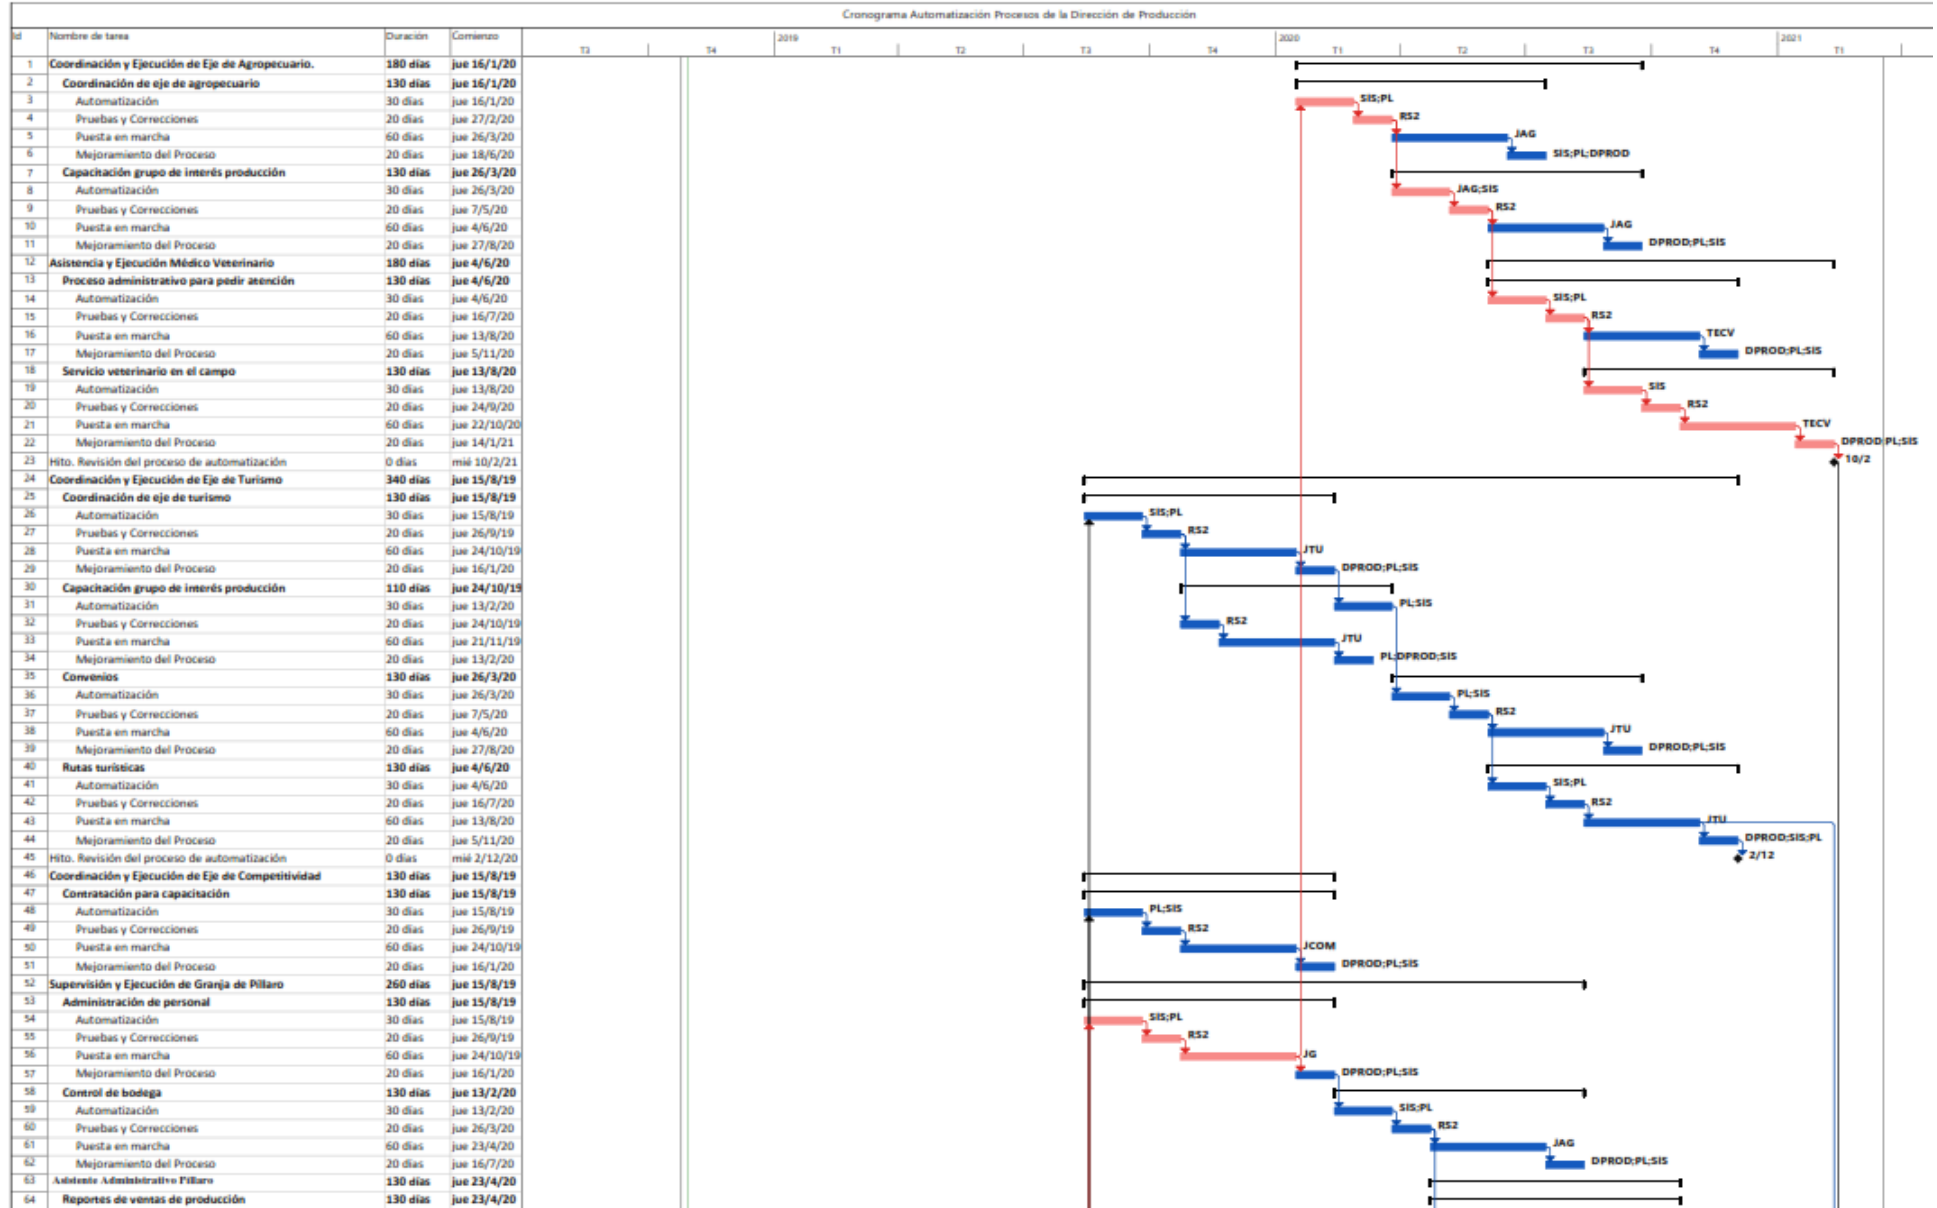 Cronograma Automatización Procesos de la Dirección de Producción
Id Nombre de tarea Duración Comienzo 2019 2020 2021
T3 T4 T1 T2 T3 T4 T1 T2 T3 T4 T1
1 Coordinación y Ejecución de Eje de Agropecuario. 180 días jue 16/1/20
2 Coordinación de eje de agropecuario 130 días jue 16/1/20
3 Automatización 30 días jue 16/1/20 SIS;PL
4 Pruebas y Correcciones 20 días jue 27/2/20 RS2
5 Puesta en marcha 60 días jue 26/3/20 JAG
6 Mejoramiento del Proceso 20 días jue 18/6/20 SIS;PL;DPROD
7 Capacitación grupo de interés producción 130 días jue 26/3/20
8 Automatización 30 días jue 26/3/20 JAG;SIS
9 Pruebas y Correcciones 20 días jue 7/5/20 RS2
10 Puesta en marcha 60 días jue 4/6/20 JAG
11 Mejoramiento del Proceso 20 días jue 27/8/20 DPROD;PL;SIS
12 Asistencia y Ejecución Médico Veterinario 180 días jue 4/6/20
13 Proceso administrativo para pedir atención 130 días jue 4/6/20
14 Automatización 30 días jue 4/6/20 SIS;PL
15 Pruebas y Correcciones 20 días jue 16/7/20 RS2
16 Puesta en marcha 60 días jue 13/8/20 TECV
17 Mejoramiento del Proceso 20 días jue 5/11/20 DPROD;PL;SIS
18 Servicio veterinario en el campo 130 días jue 13/8/20
19 Automatización 30 días jue 13/8/20 SIS
20 Pruebas y Correcciones 20 días jue 24/9/20 RS2
21 Puesta en marcha 60 días jue 22/10/20 TECV
22 Mejoramiento del Proceso 20 días jue 14/1/21 DPROD;PL;SIS
23 Hito. Revisión del proceso de automatización 0 días mié 10/2/21 10/2
24 Coordinación y Ejecución de Eje de Turismo 340 días jue 15/8/19
25 Coordinación de eje de turismo 130 días jue 15/8/19
26 Automatización 30 días jue 15/8/19 SIS;PL
27 Pruebas y Correcciones 20 días jue 26/9/19 RS2
28 Puesta en marcha 60 días jue 24/10/19 JTU
29 Mejoramiento del Proceso 20 días jue 16/1/20 DPROD;PL;SIS
30 Capacitación grupo de interés producción 110 días jue 24/10/19
31 Automatización 30 días jue 13/2/20 PL;SIS
32 Pruebas y Correcciones 20 días jue 24/10/19 RS2
33 Puesta en marcha 60 días jue 21/11/19 JTU
34 Mejoramiento del Proceso 20 días jue 13/2/20 PL;DPROD;SIS
35 Convenios 130 días jue 26/3/20
36 Automatización 30 días jue 26/3/20 PL;SIS
37 Pruebas y Correcciones 20 días jue 7/5/20 RS2
38 Puesta en marcha 60 días jue 4/6/20 JTU
39 Mejoramiento del Proceso 20 días jue 27/8/20 DPROD;PL;SIS
40 Rutas turísticas 130 días jue 4/6/20
41 Automatización 30 días jue 4/6/20 SIS;PL
42 Pruebas y Correcciones 20 días jue 16/7/20 RS2
43 Puesta en marcha 60 días jue 13/8/20 JTU
44 Mejoramiento del Proceso 20 días jue 5/11/20 DPROD;SIS;PL
45 Hito. Revisión del proceso de automatización 0 días mié 2/12/20 2/12
46 Coordinación y Ejecución de Eje de Competitividad 130 días jue 15/8/19
47 Contratación para capacitación 130 días jue 15/8/19
48 Automatización 30 días jue 15/8/19 PL;SIS
49 Pruebas y Correcciones 20 días jue 26/9/19 RS2
50 Puesta en marcha 60 días jue 24/10/19 JCOM
51 Mejoramiento del Proceso 20 días jue 16/1/20 DPROD;PL;SIS
52 Supervisión y Ejecución de Granja de Píllaro 260 días jue 15/8/19
53 Administración de personal 130 días jue 15/8/19
54 Automatización 30 días jue 15/8/19 SIS;PL
55 Pruebas y Correcciones 20 días jue 26/9/19 RS2
56 Puesta en marcha 60 días jue 24/10/19 JG
57 Mejoramiento del Proceso 20 días jue 16/1/20 DPROD;PL;SIS
58 Control de bodega 130 días jue 13/2/20
59 Automatización 30 días jue 13/2/20 SIS;PL
60 Pruebas y Correcciones 20 días jue 26/3/20 RS2
61 Puesta en marcha 60 días jue 23/4/20 JAG
62 Mejoramiento del Proceso 20 días jue 16/7/20 DPROD;PL;SIS
63 Asistente Administrativo Píllaro 130 días jue 23/4/20
64 Reportes de ventas de producción 130 días jue 23/4/20